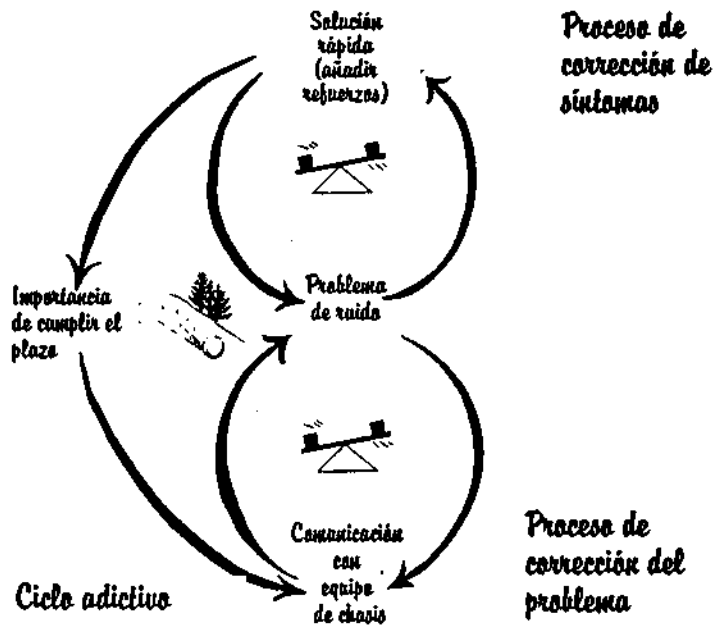 Solución
rápida
(añadir
refuerzos)
Proceso de
corrección de
síntomas
Importancia
de cumplir el
plazo
Problema
de ruido
Comunicación
con
equipo
de chasis
Proceso de
corrección del
problema
Ciclo adictivo